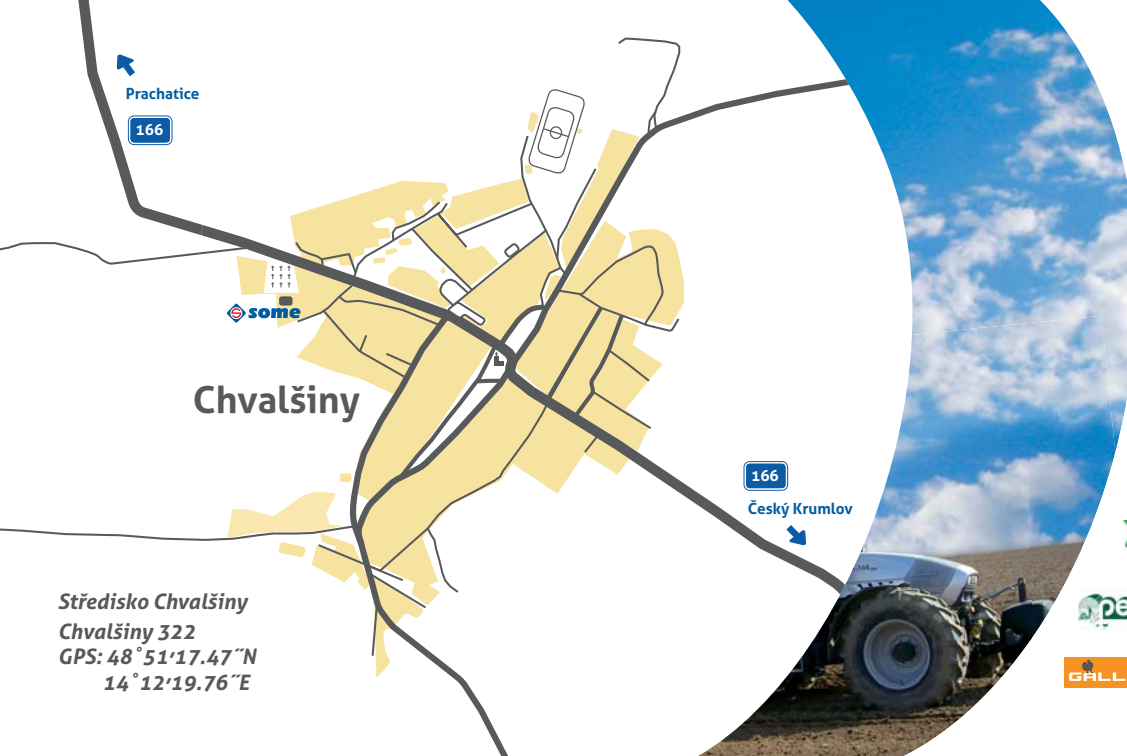 Prachatice
166
some
Chvalšiny
166
Český Krumlov
Středisko Chvalšiny
Chvalšiny 322
GPS: 48°51′17.47˝N
14°12′19.76˝E
GALL